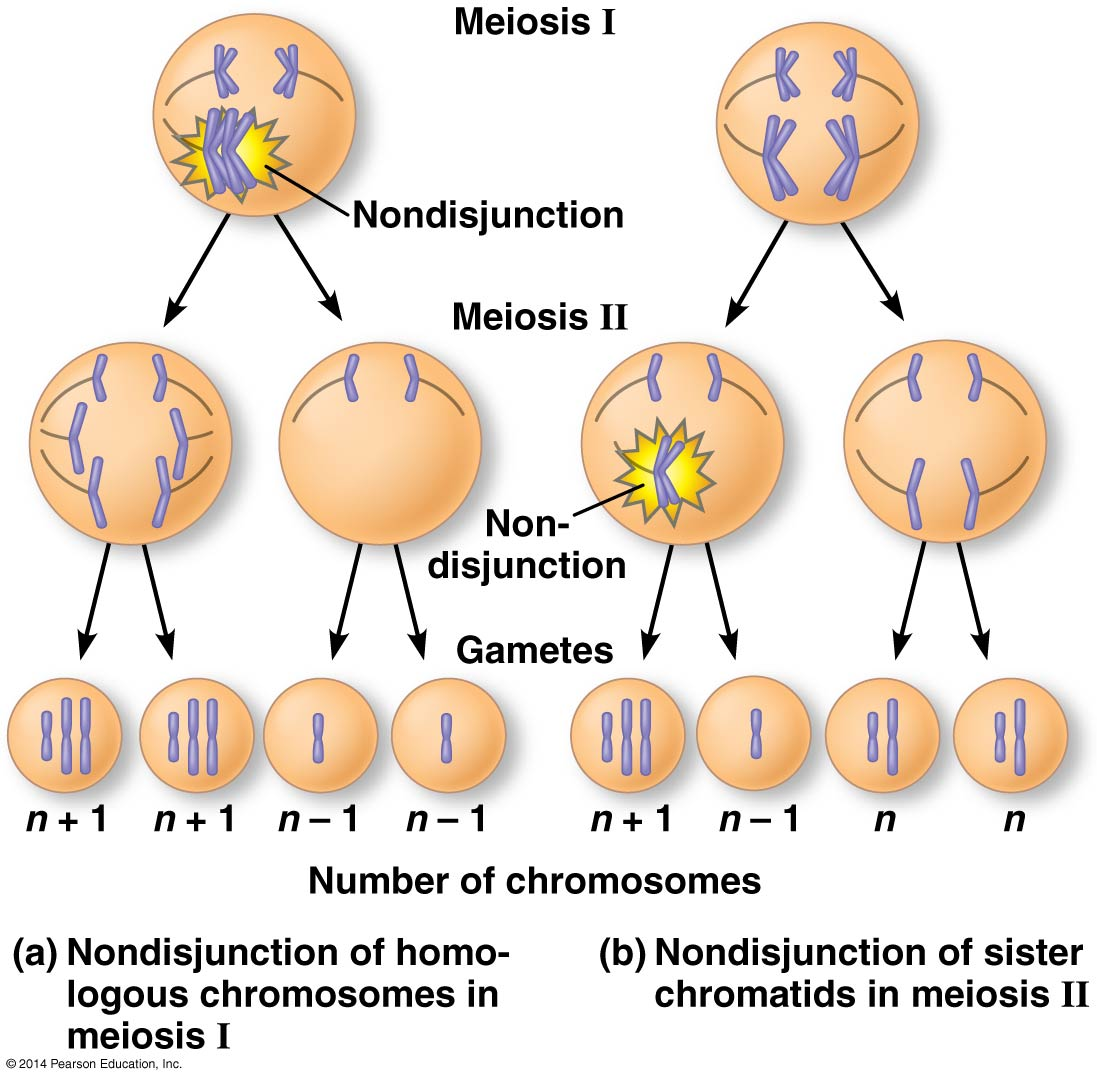 Meiosis I
Nondisjunction
Meiosis II
Non-
disjunction
Gametes
n + 1
n + 1
n – 1
n – 1
n + 1
n – 1
n
n
Number of chromosomes
(a) Nondisjunction of homo-
logous chromosomes in
meiosis I
(b) Nondisjunction of sister
chromatids in meiosis II
© 2014 Pearson Education, Inc.